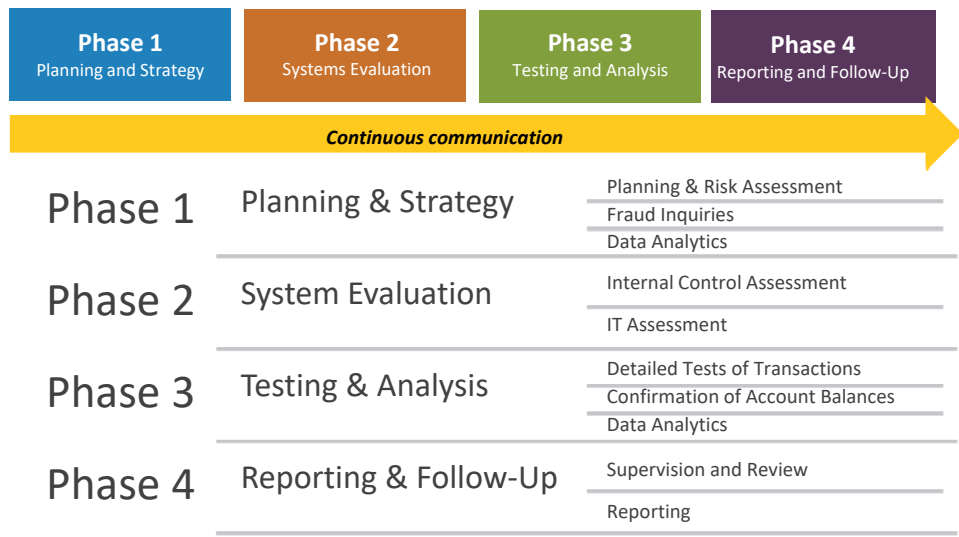 Phase 1
Planning and Strategy
Phase 2
Systems Evaluation
Phase 3
Testing and Analysis
Phase 4
Reporting and Follow-Up
Continuous communication
Phase 1
Planning & Strategy
Planning & Risk Assessment
Fraud Inquiries
Data Analytics
Phase 2
System Evaluation
Internal Control Assessment
IT Assessment
Phase 3
Testing & Analysis
Detailed Tests of Transactions
Confirmation of Account Balances
Data Analytics
Phase 4
Reporting & Follow-Up
Supervision and Review
Reporting